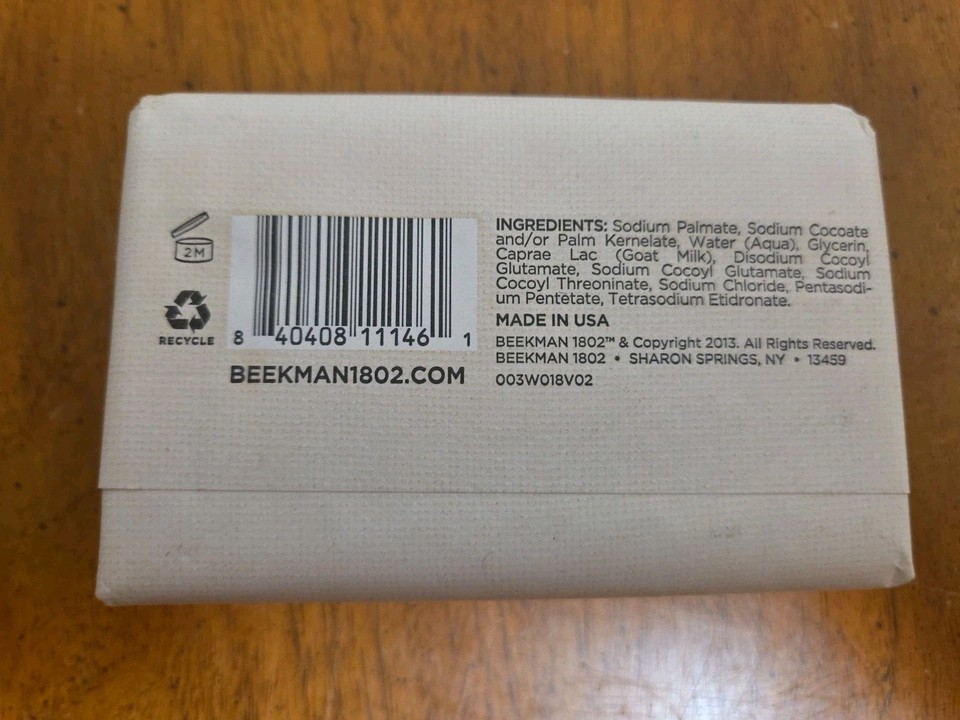 2M
RECYCLE
8 40408 11146 1
BEEKMAN1802.COM
INGREDIENTS: Sodium Palmate, Sodium Cocoate
and/or Palm Kernelate, Water (Aqua), Glycerin,
Caprae Lac (Goat Milk), Disodium Cocoyl
Glutamate, Sodium Cocoyl Glutamate, Sodium
Cocoyl Threoninate, Sodium Chloride, Pentasodi-
um Pentetate, Tetrasodium Etidronate.
MADE IN USA
BEEKMAN 1802™ & Copyright 2013. All Rights Reserved.
BEEKMAN 1802 • SHARON SPRINGS, NY • 13459
003W018V02